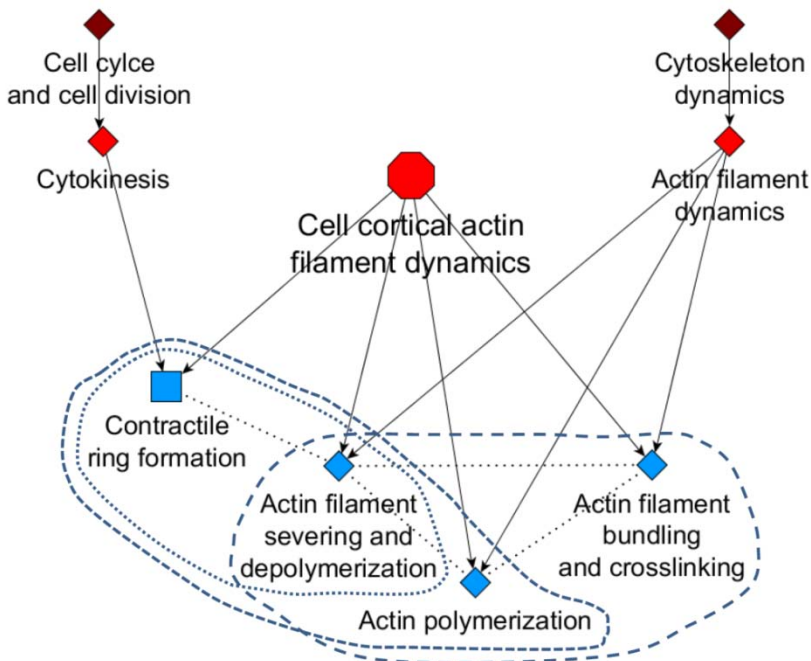 Cell cylce
and cell division
Cytoskeleton
dynamics
Cytokinesis
Actin filament
dynamics
Cell cortical actin
filament dynamics
Contractile
ring formation
Actin filament
severing and
depolymerization
Actin filament
bundling
and crosslinking
Actin polymerization